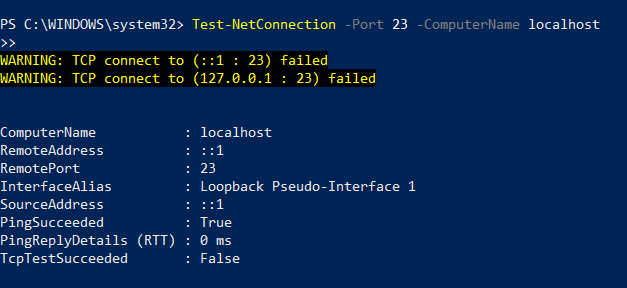 PS C:\WINDOWS\system32> Test-NetConnection -Port 23 -ComputerName localhost
>>
WARNING: TCP connect to (::1 : 23) failed
WARNING: TCP connect to (127.0.0.1 : 23) failed
ComputerName : localhost
RemoteAddress : ::1
RemotePort : 23
InterfaceAlias : Loopback Pseudo-Interface 1
SourceAddress : ::1
PingSucceeded : True
PingReplyDetails (RTT) : 0 ms
TcpTestSucceeded : False